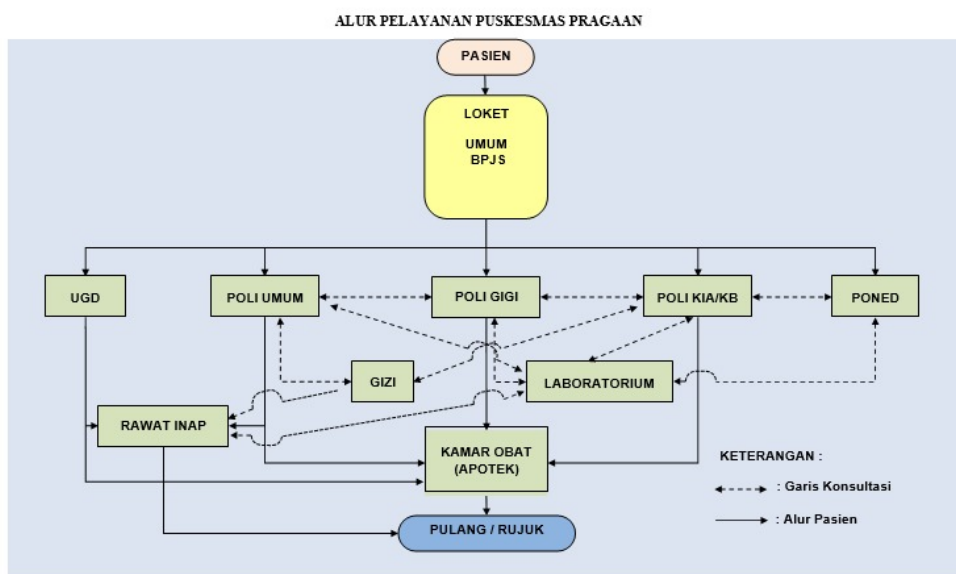 ALUR PELAYANAN PUSKESMAS PRAGAAN
PASIEN
LOKET
UMUM
BPJS
UGD
POLI UMUM
POLI GIGI
POLI KIA/KB
PONED
GIZI
LABORATORIUM
RAWAT INAP
KAMAR OBAT
(APOTEK)
KETERANGAN :
: Garis Konsultasi
: Alur Pasien
PULANG / RUJUK